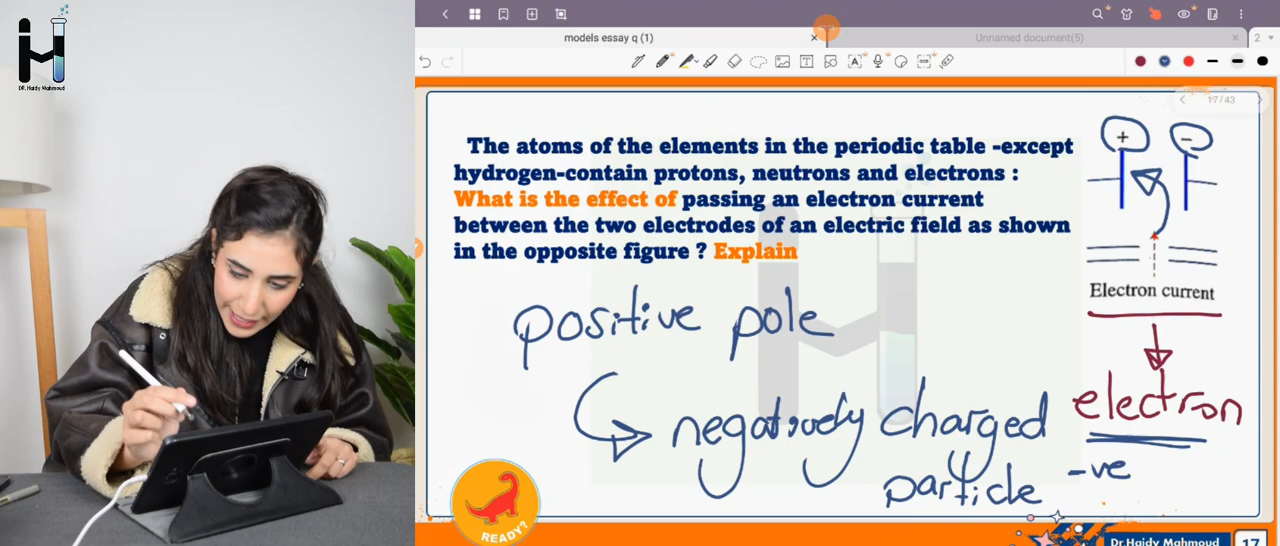 DR. Haidy Mahmoud
models essay q (1)
Unnamed document(5)
2
17/43
The atoms of the elements in the periodic table -except
hydrogen-contain protons, neutrons and electrons :
What is the effect of passing an electron current
between the two electrodes of an electric field as shown
in the opposite figure ? Explain
+ -
Electron current
electron
-ve
positive pole
negatively charged
particle
READY?
Dr Haidy Mahmoud
17